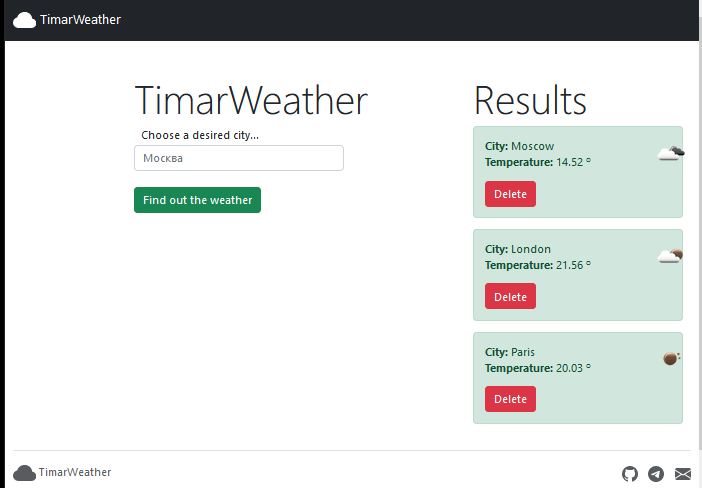 TimarWeather
TimarWeather
Choose a desired city...
Москва
Find out the weather
Results
City: Moscow
Temperature: 14.52 º
Delete
City: London
Temperature: 21.56 º
Delete
City: Paris
Temperature: 20.03 º
Delete
TimarWeather